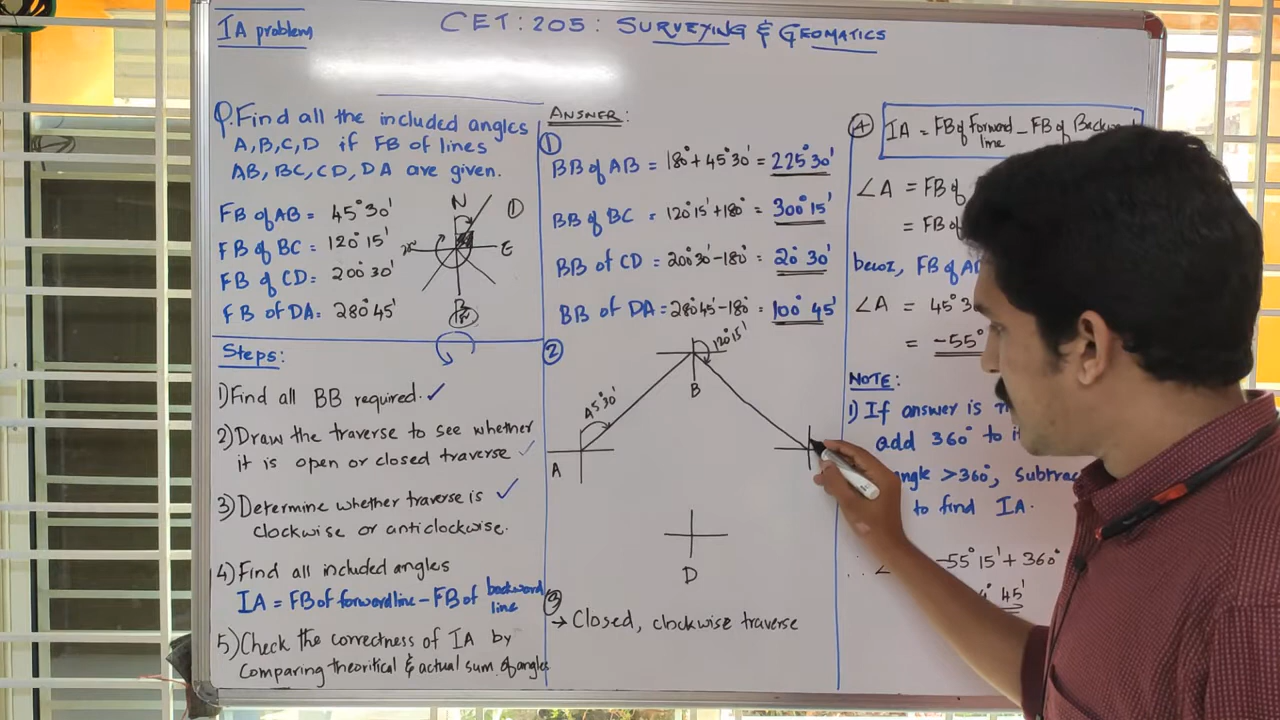 IA problem
CET:205: SURVEYING & GEOMATICS
Q. Find all the included angles
A,B,C,D if FB of lines
AB, BC, CD, DA are given.
FB of AB = 45°30'
FB of BC = 120°15'
FB of CD = 200°30'
FB of DA = 280°45'
N
①
E
Steps:
1) Find all BB required. ✓
2) Draw the traverse to see whether
it is open or closed traverse ✓
3) Determine whether traverse is ✓
clockwise or anticlockwise.
4) Find all included angles
IA = FB of forward line - FB of backward
line
5) Check the correctness of IA by
Comparing theoritical & actual sum of angles
ANSWER:
①
BB of AB = 180°+45°30' = 225°30'
BB of BC = 120°15'+180° = 300°15'
BB of CD = 200°30'-180° = 20°30'
BB of DA = 280°45'-180° = 100°45'
②
120°15'
B
45°30'
A
D
③
→ Closed, clockwise traverse
④ IA = FB of Forward - FB of
line
∠A = FB of
= FB of
becoz, FB of
∠A = 45°
= -55°
NOTE:
1) If answer is
add 360° to
angle >360°, subtract
to find IA.
-55°15'+360°
45'